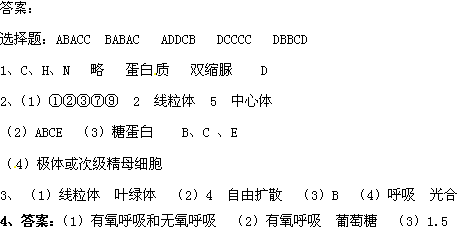 答案:
选择题: ABACC BABAC ADDCB DCCCC DBBCD
1、C、H、N 略 蛋白质 双缩脲 D
2、(1)①②③⑦⑨ 2 线粒体 5 中心体
(2)ABCE (3)糖蛋白 B、C 、E
(4)极体或次级精母细胞
3、 (1)线粒体 叶绿体 (2)4 自由扩散 (3)B (4)呼吸 光合
4、答案:(1)有氧呼吸和无氧呼吸 (2)有氧呼吸 葡萄糖 (3)1.5